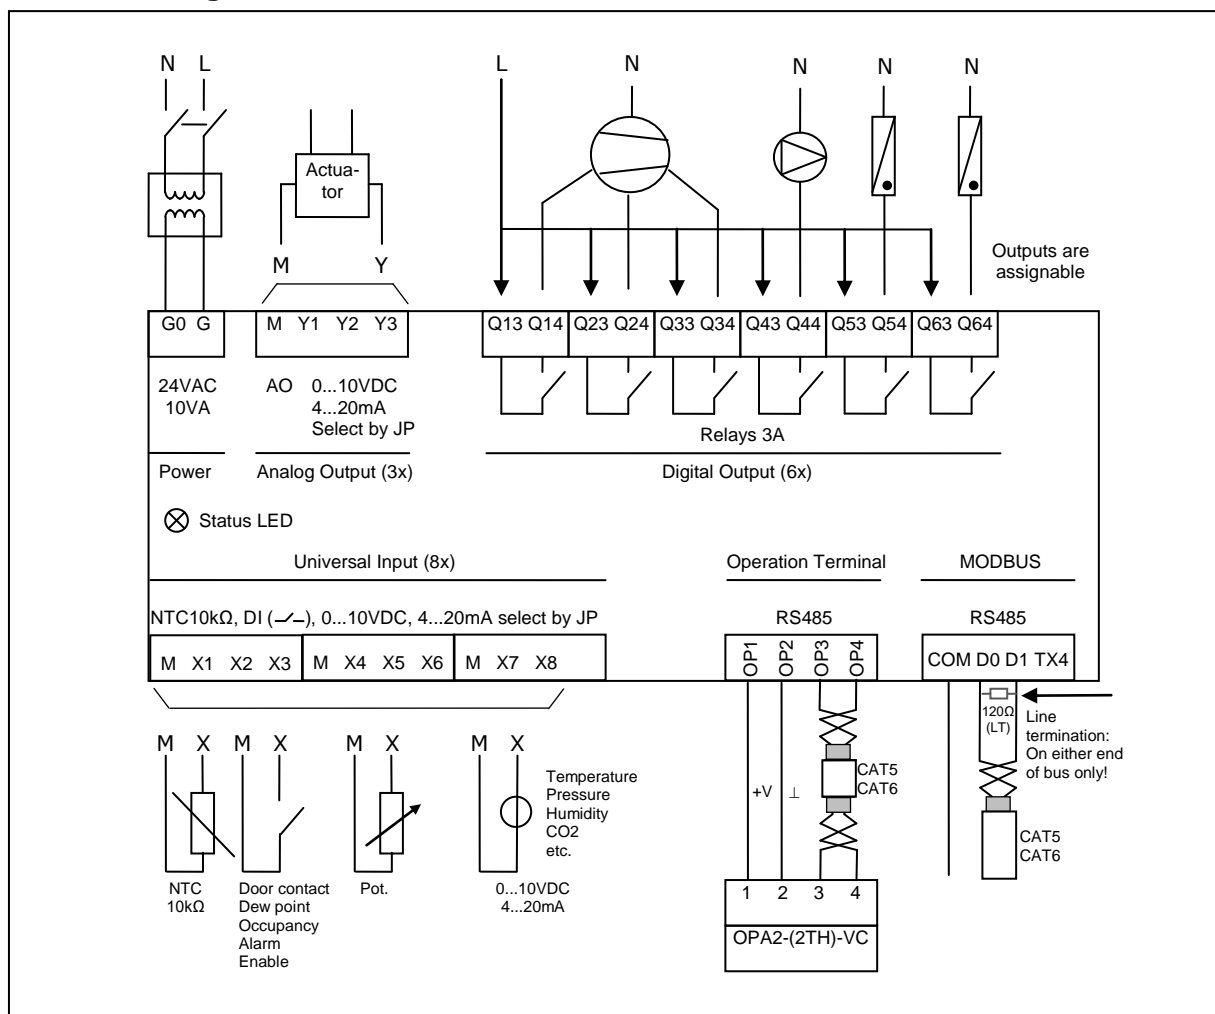 N L L N N N N
Actua-
tor
M Y
Outputs are
assignable
G0 G M Y1 Y2 Y3 Q13 Q14 Q23 Q24 Q33 Q34 Q43 Q44 Q53 Q54 Q63 Q64
24VAC
10VA
AO 0...10VDC
4...20mA
Select by JP
Relays 3A
Power Analog Output (3x) Digital Output (6x)
Status LED
Universal Input (8x) Operation Terminal MODBUS
NTC10kΩ, DI ( ), 0...10VDC, 4...20mA select by JP RS485 RS485
M X1 X2 X3 M X4 X5 X6 M X7 X8 OP1 OP2 OP3 OP4 COM D0 D1 TX4
120Ω
(LT)
Line
termination:
On either end
of bus only!
M X M X M X M X
Temperature
Pressure
Humidity
CO2
etc.
+V ⊥
CAT5
CAT6
CAT5
CAT6
NTC
10kΩ
Door contact
Dew point
Occupancy
Alarm
Enable
Pot.
0...10VDC
4...20mA
1 2 3 4
OPA2-(2TH)-VC